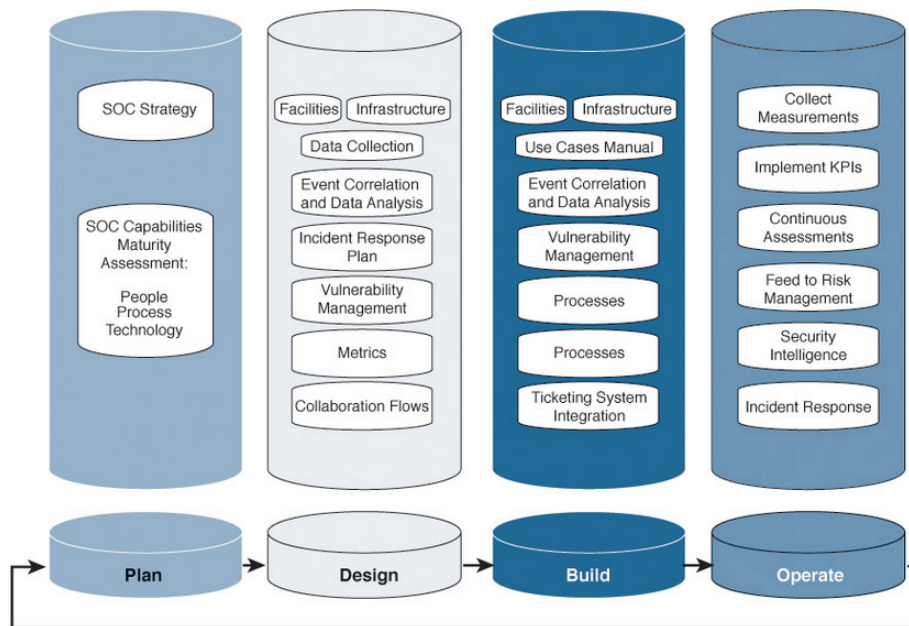 SOC Strategy
SOC Capabilities
Maturity
Assessment:
People
Process
Technology
Facilities
Infrastructure
Data Collection
Event Correlation
and Data Analysis
Incident Response
Plan
Vulnerability
Management
Metrics
Collaboration Flows
Facilities
Infrastructure
Use Cases Manual
Event Correlation
and Data Analysis
Vulnerability
Management
Processes
Processes
Ticketing System
Integration
Collect
Measurements
Implement KPIs
Continuous
Assessments
Feed to Risk
Management
Security
Intelligence
Incident Response
Plan
Design
Build
Operate